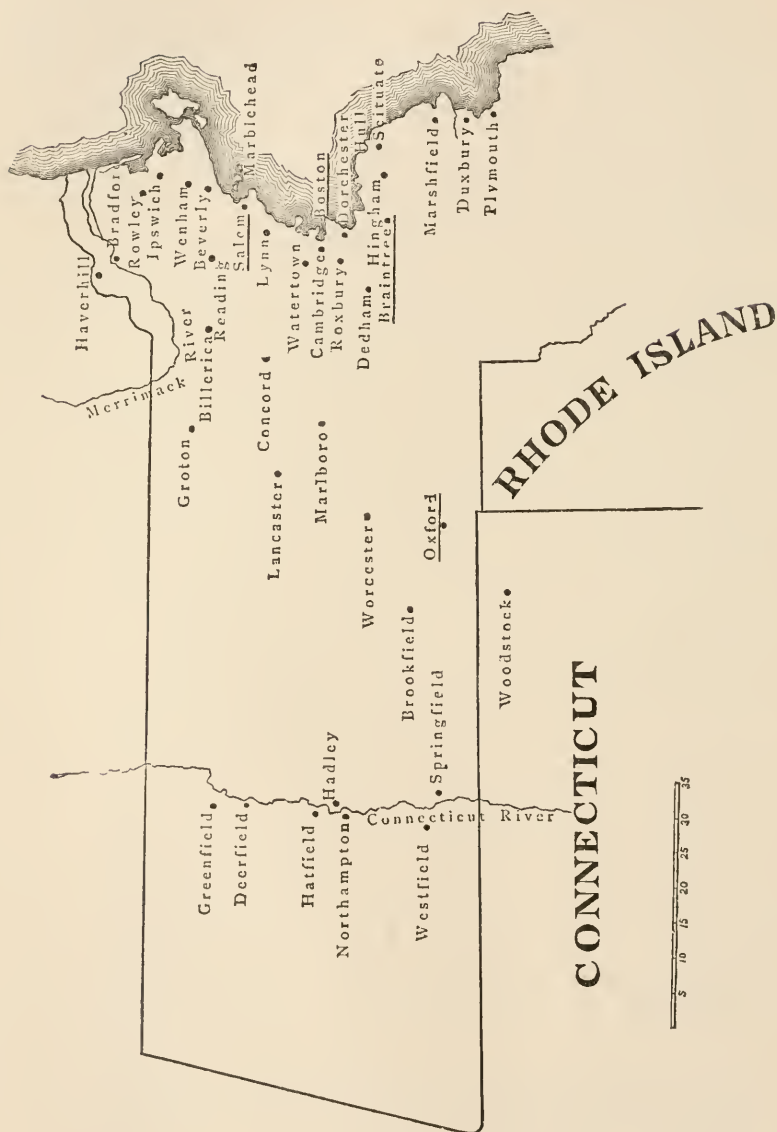 Haverhill
Bradford
Rowley
Ipswich
Merrimack River
Groton
Billerica
Wenham
Beverly
Reading
Salem
Marblehead
Lynn
Concord
Lancaster
Watertown
Cambridge
Boston
Roxbury
Dorchester
Marlboro
Dedham
Hull
Hingham
Braintree
Scituate
Worcester
Marshfield
Duxbury
Plymouth
Oxford
Brookfield
Greenfield
Deerfield
Hatfield
Hadley
Northampton
Springfield
Westfield
Connecticut River
Woodstock
RHODE ISLAND
CONNECTICUT
5 10 15 20 25 30 35